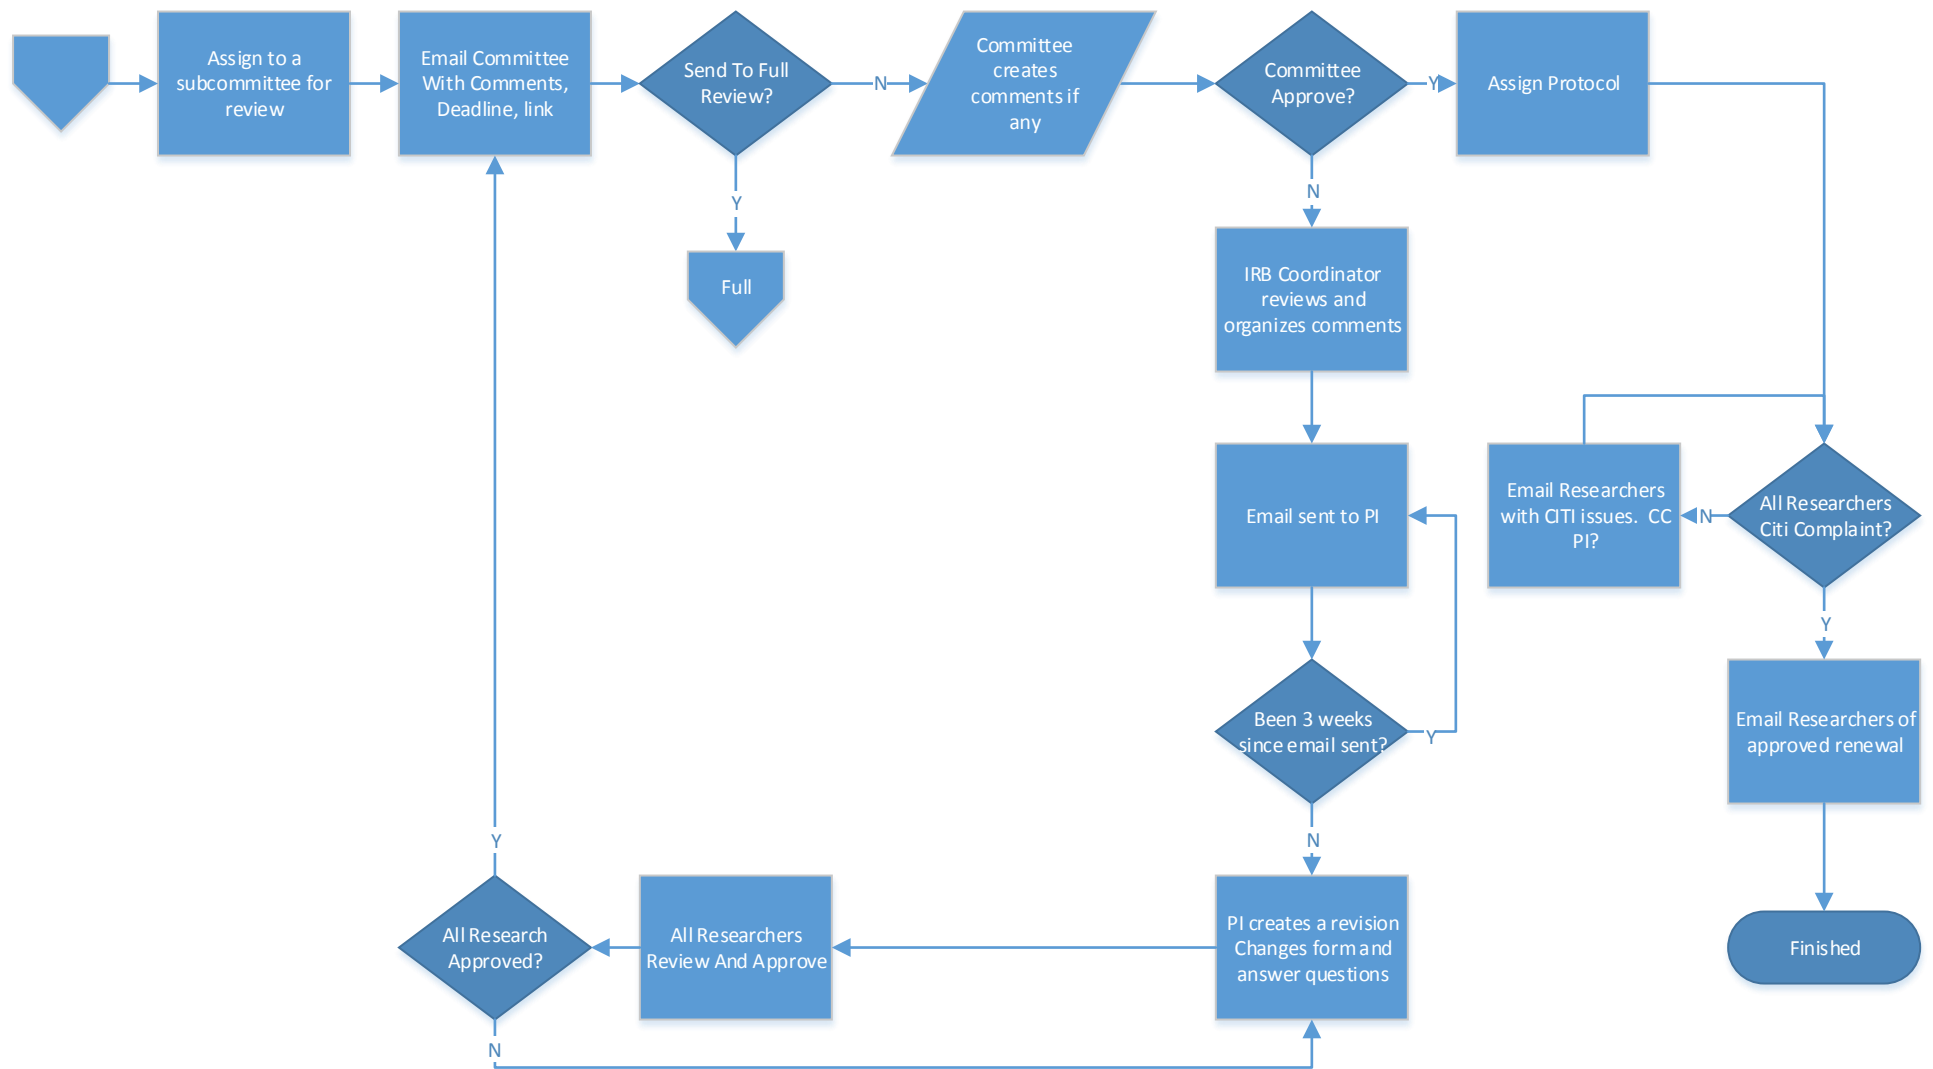 Assign to a
subcommittee for
review
Email Committee
With Comments,
Deadline, link
Send To Full
Review?
N
Committee
creates
comments if
any
Committee
Approve?
Y
Assign Protocol
Y
Full
N
IRB Coordinator
reviews and
organizes comments
Email sent to PI
Email Researchers
with CITI issues. CC
PI?
N
All Researchers
Citi Complaint?
Y
Been 3 weeks
since email sent?
Y
Email Researchers of
approved renewal
N
Y
All Research
Approved?
All Researchers
Review And Approve
PI creates a revision
Changes form and
answer questions
Finished
N